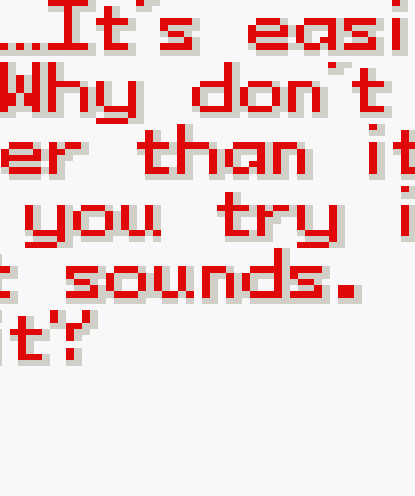 ...It's easi
Why don't
er than it
you try i
t sounds.
it?